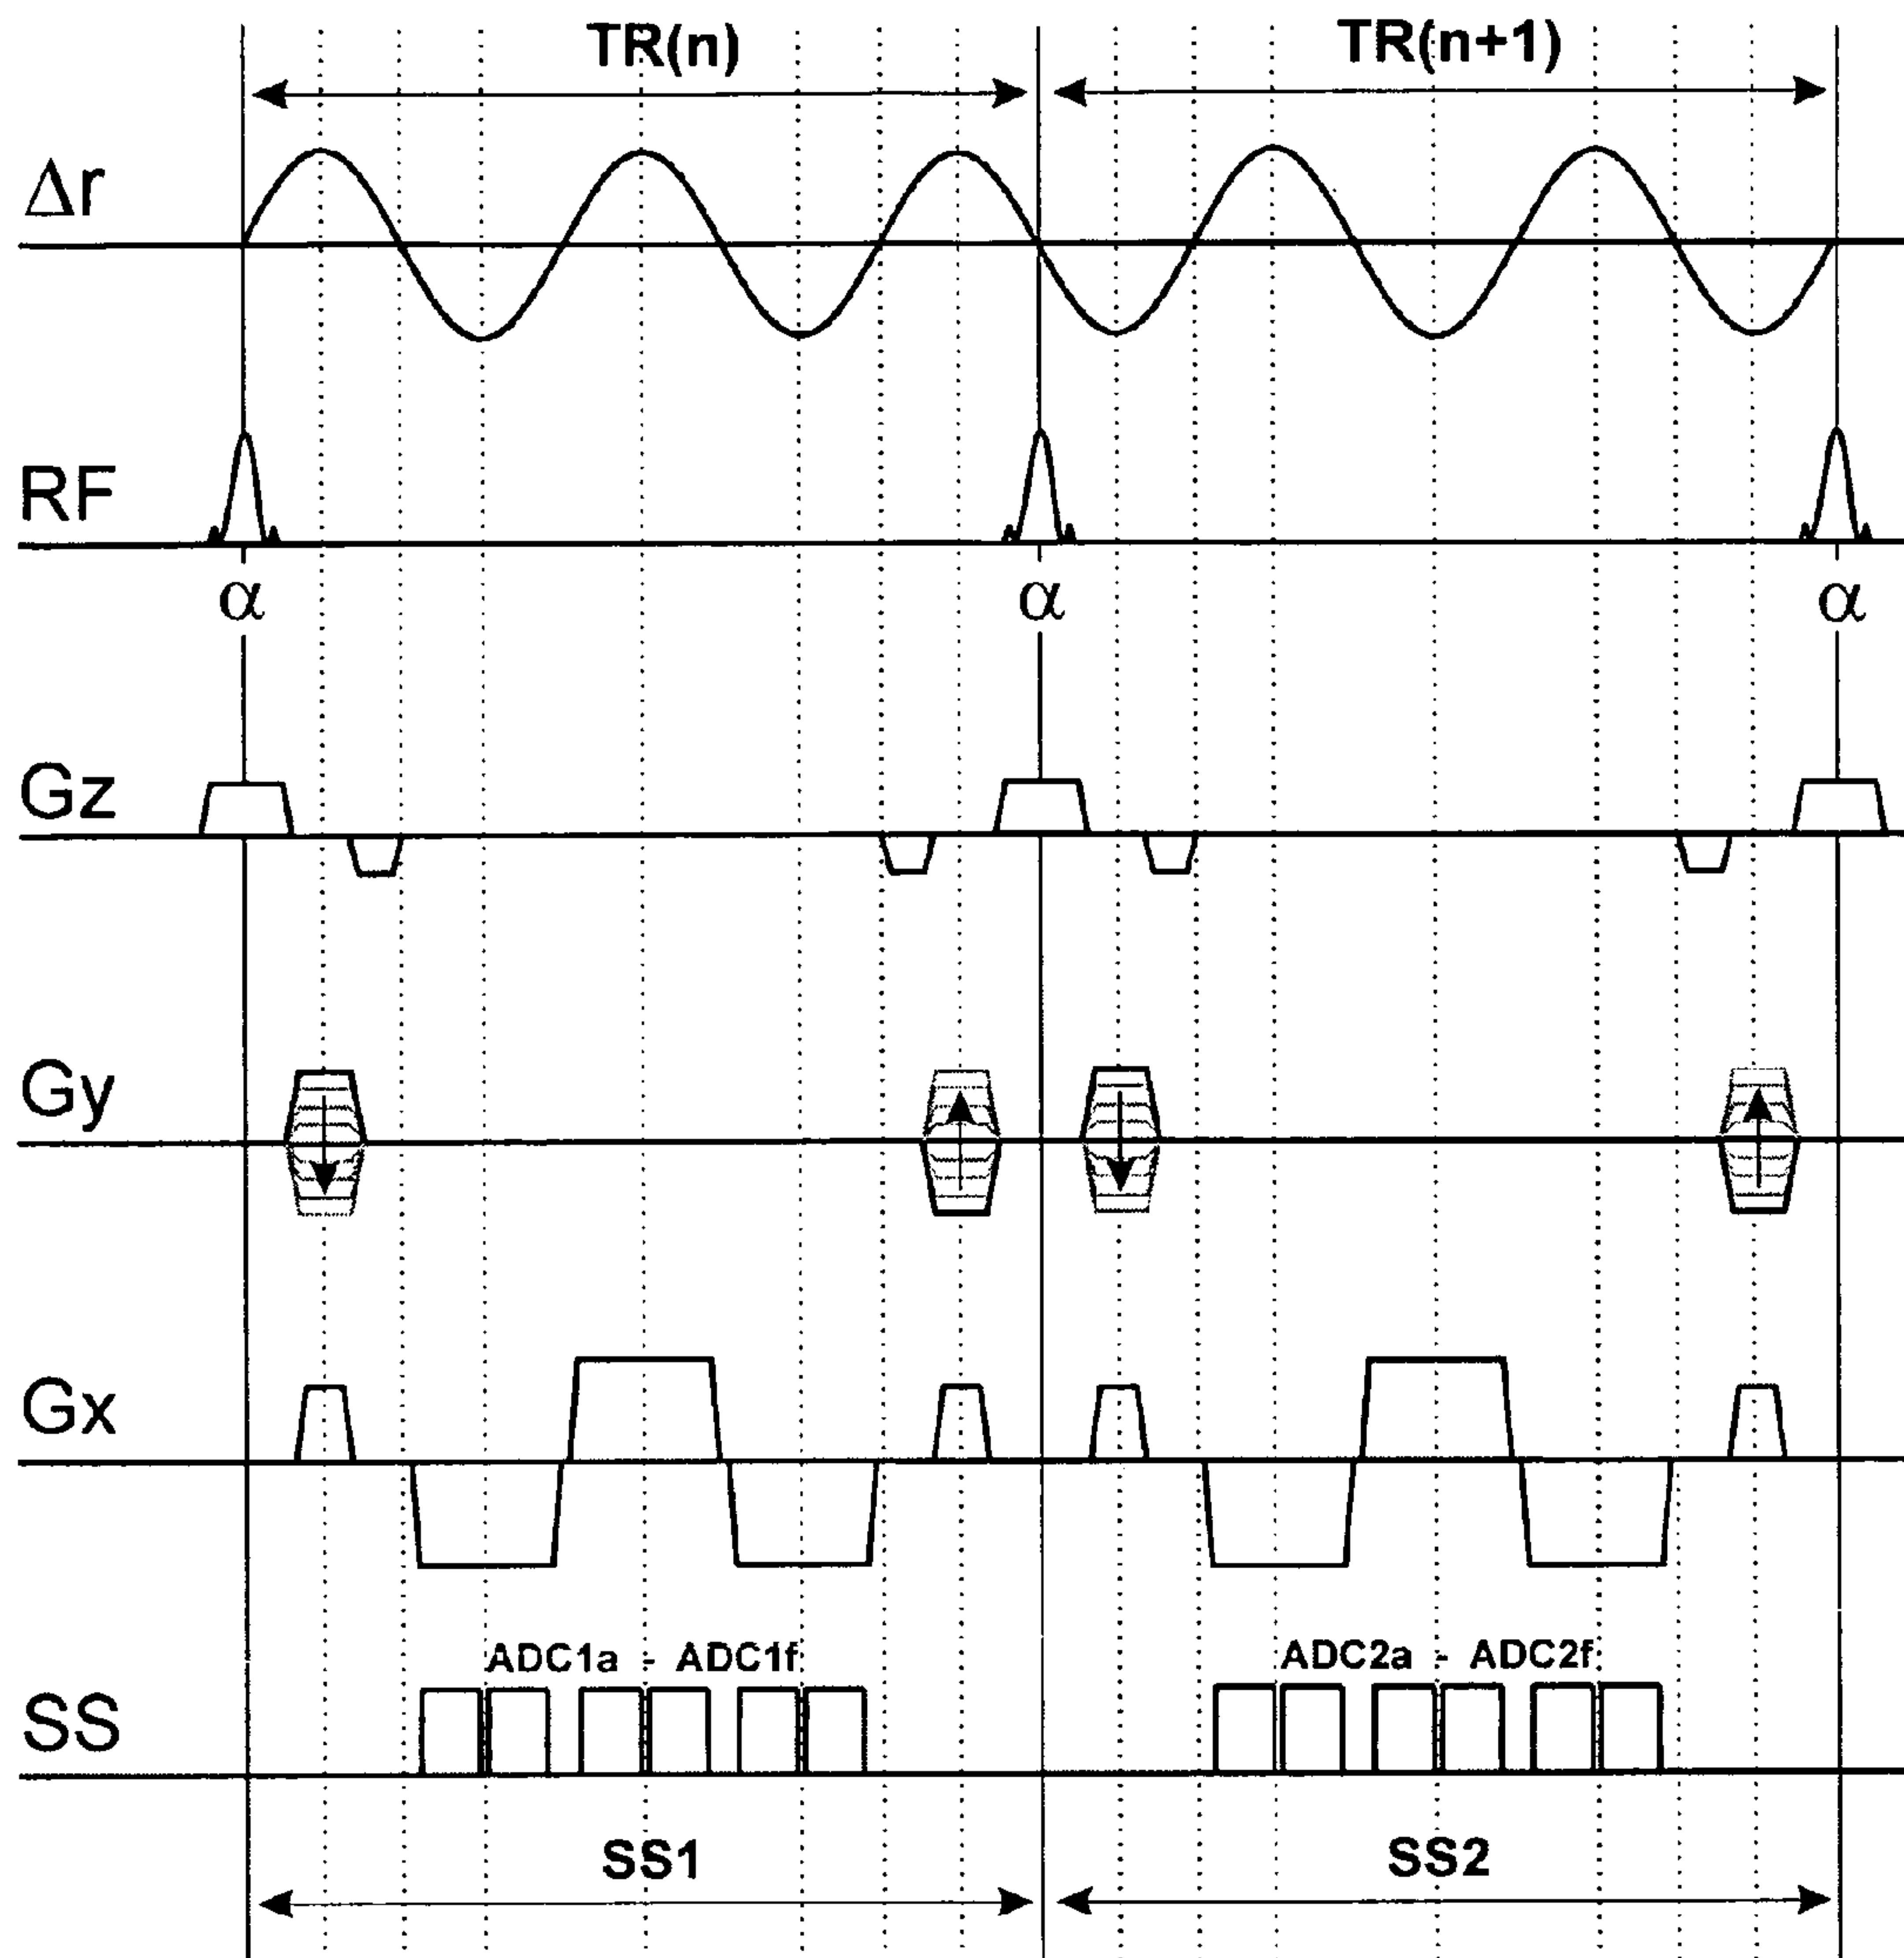 TR(n) TR(n+1)
Δr
RF
α α α
Gz
Gy
Gx
ADC1a - ADC1f ADC2a - ADC2f
SS
SS1 SS2